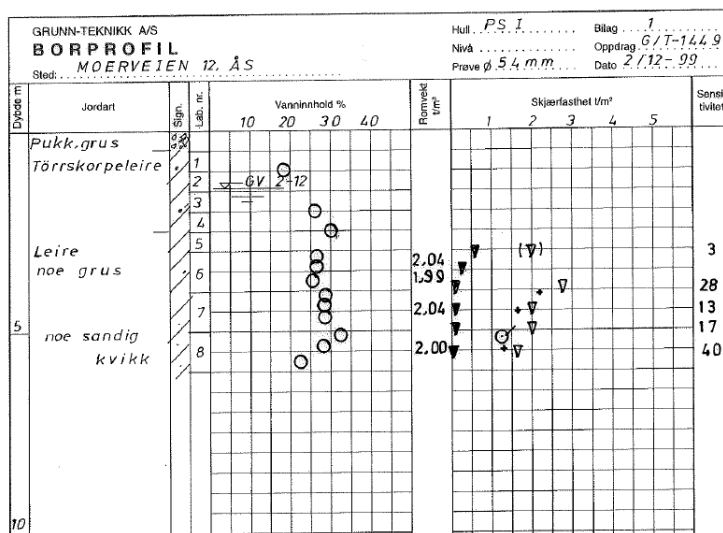 GRUNN-TEKNIKK A/S
BORPROFIL
Sted: MOERVEIEN 12. ÅS
Hull PS I
Nivå
Prøve ø 54 mm
Bilag 1
Oppdrag G/T-1449
Dato 2/12-99
Dybde m
Jordart
Sign.
Lab. nr.
Vanninnhold %
10 20 30 40
Romvekt t/m³
Skjærfasthet t/m²
1 2 3 4 5
Sensitivitet
Pukk.grus
Törrskorpeleire
1
2 GV 2-12
3
4
Leire 5 (▽) 3
noe grus 2,04
6 1,99
28
7 2,04 13
5 17
noe sandig
kvikk 8 2,00 40
10